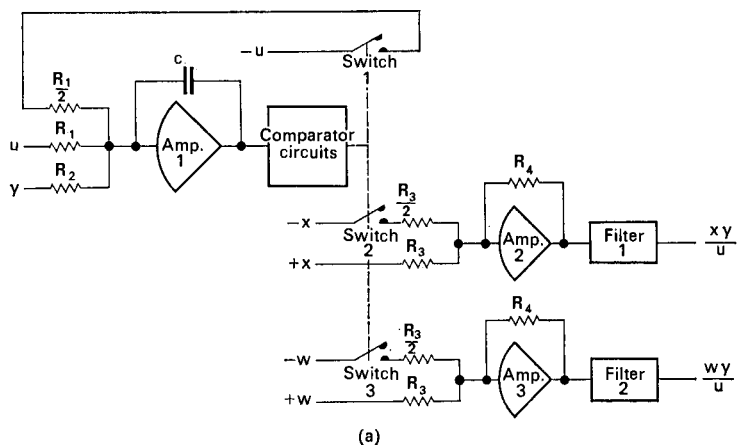 −u
Switch
1
c
R1/2
R1
R2
u
y
Amp.
1
Comparator
circuits
−x
R3/2
Switch
2
+x
R3
R4
Amp.
2
Filter
1
xy/u
−w
R3/2
Switch
3
+w
R3
R4
Amp.
3
Filter
2
wy/u
(a)